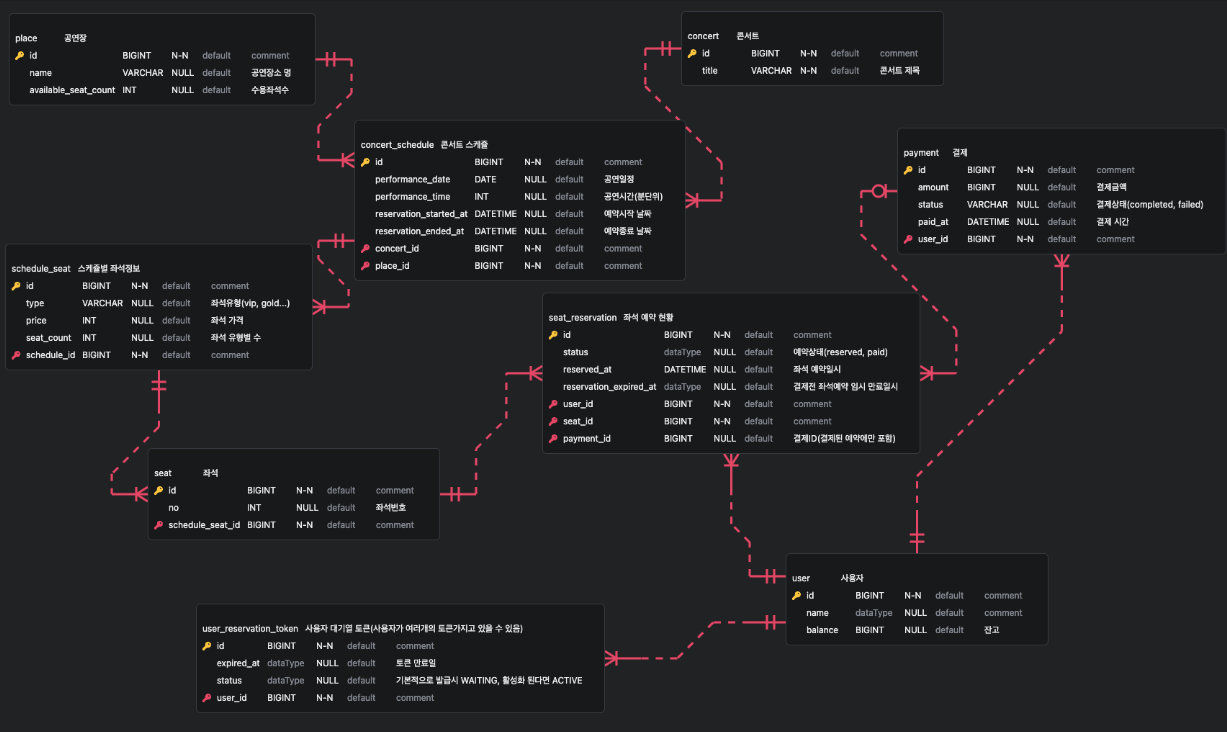 place 공연장
id BIGINT N-N default comment
name VARCHAR NULL default 공연장소 명
available_seat_count INT NULL default 수용좌석수
concert 콘서트
id BIGINT N-N default comment
title VARCHAR N-N default 콘서트 제목
concert_schedule 콘서트 스케줄
id BIGINT N-N default comment
performance_date DATE NULL default 공연일정
performance_time INT NULL default 공연시간(분단위)
reservation_started_at DATETIME NULL default 예약시작 날짜
reservation_ended_at DATETIME NULL default 예약종료 날짜
concert_id BIGINT N-N default comment
place_id BIGINT N-N default comment
payment 결제
id BIGINT N-N default comment
amount BIGINT NULL default 결제금액
status VARCHAR NULL default 결제상태(completed, failed)
paid_at DATETIME NULL default 결제 시간
user_id BIGINT N-N default comment
schedule_seat 스케줄별 좌석정보
id BIGINT N-N default comment
type VARCHAR NULL default 좌석유형(vip, gold...)
price INT NULL default 좌석 가격
seat_count INT NULL default 좌석 유형별 수
schedule_id BIGINT N-N default comment
seat_reservation 좌석 예약 현황
id BIGINT N-N default comment
status dataType NULL default 예약상태(reserved, paid)
reserved_at DATETIME NULL default 좌석 예약일시
reservation_expired_at dataType NULL default 결제전 좌석예약 임시 만료일시
user_id BIGINT N-N default comment
seat_id BIGINT N-N default comment
payment_id BIGINT NULL default 결제ID(결제된 예약에만 포함)
seat 좌석
id BIGINT N-N default comment
no INT NULL default 좌석번호
schedule_seat_id BIGINT N-N default comment
user 사용자
id BIGINT N-N default comment
name dataType NULL default comment
balance BIGINT NULL default 잔고
user_reservation_token 사용자 대기열 토큰(사용자가 여러개의 토큰가지고 있을 수 있음)
id BIGINT N-N default comment
expired_at dataType NULL default 토큰 만료일
status dataType NULL default 기본적으로 발급시 WAITING, 활성화 된다면 ACTIVE
user_id BIGINT N-N default comment